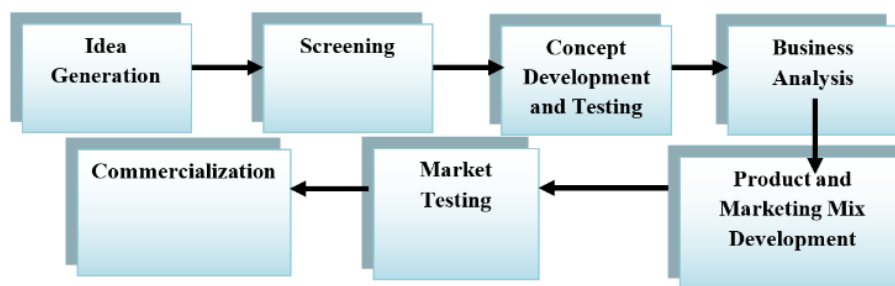 Idea
Generation
Screening
Concept
Development
and Testing
Business
Analysis
Product and
Marketing Mix
Development
Market
Testing
Commercialization